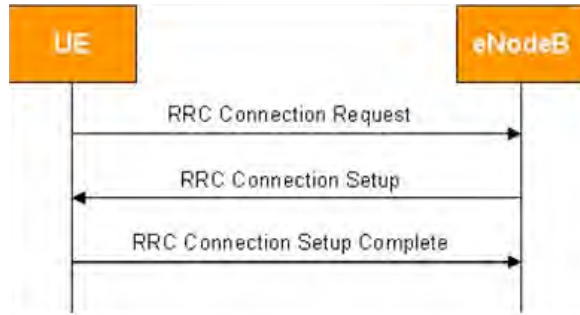 UE
eNodeB
RRC Connection Request
RRC Connection Setup
RRC Connection Setup Complete